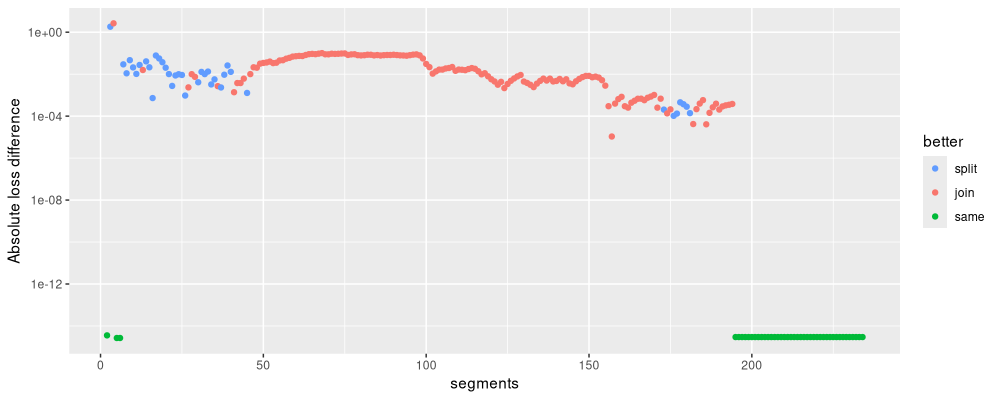 Absolute loss difference
1e+00
1e-04
1e-08
1e-12
0
50
100
150
200
segments
better
split
join
same